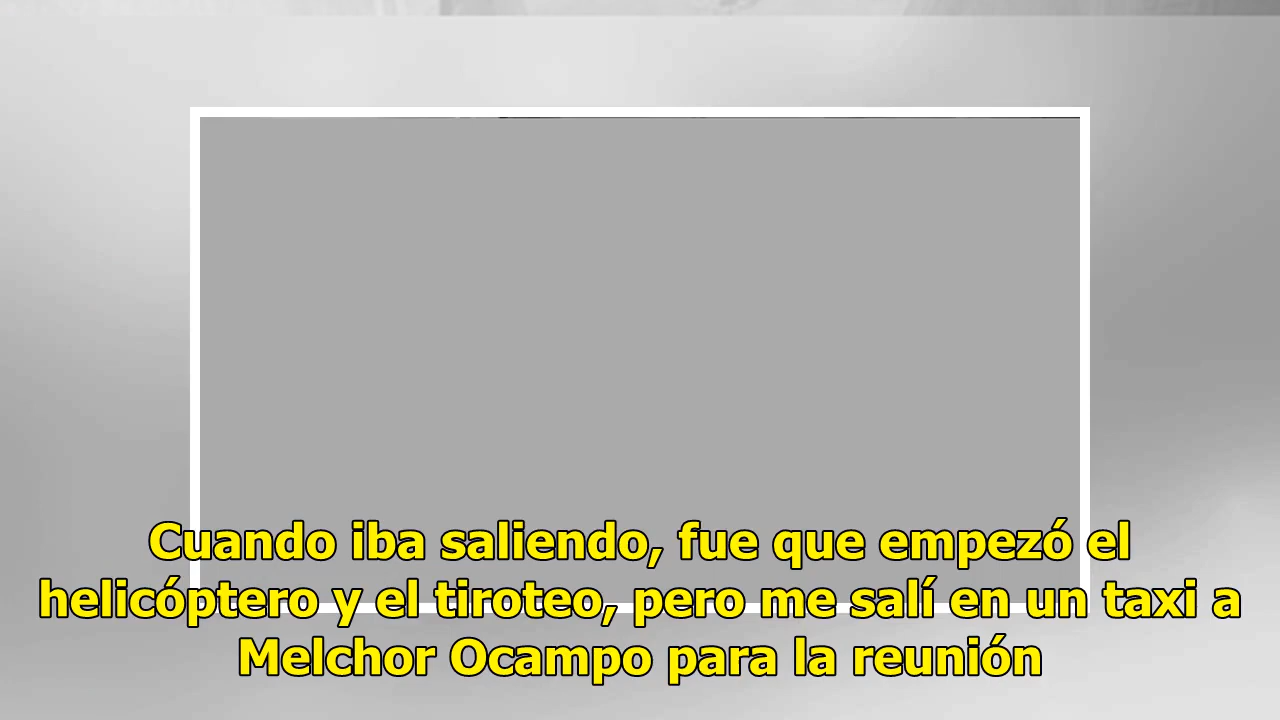 Cuando iba saliendo, fue que empezó el
helicóptero y el tiroteo, pero me salí en un taxi a
Melchor Ocampo para la reunión